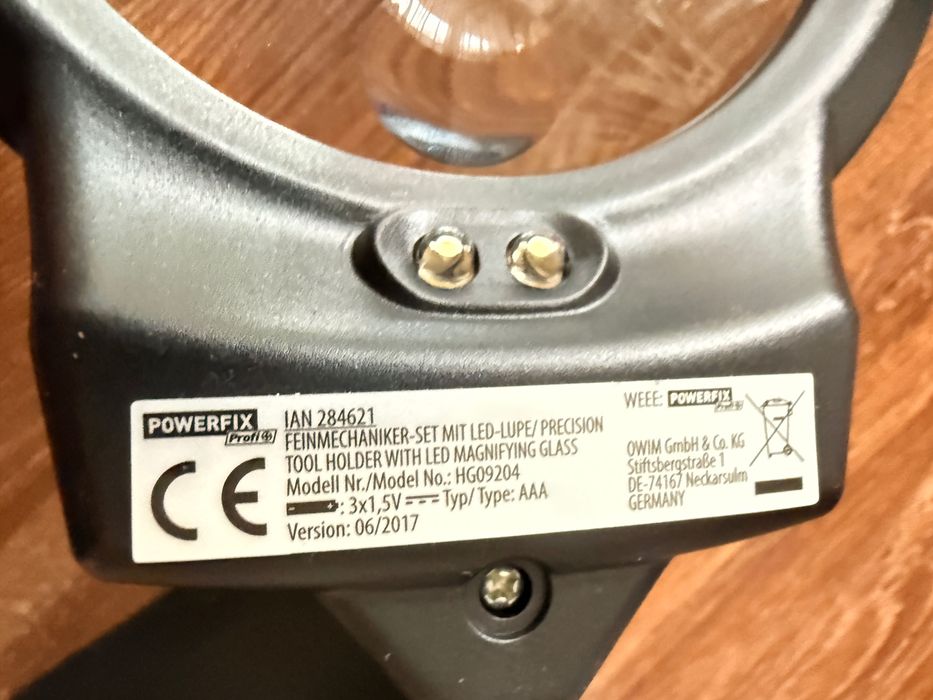 POWERFIX
Profi
IAN 284621
FEINMECHANIKER-SET MIT LED-LUPE/ PRECISION
TOOL HOLDER WITH LED MAGNIFYING GLASS
Modell Nr./Model No.: HG09204
: 3x1,5V Typ/ Type: AAA
Version: 06/2017
CE
WEEE: POWERFIX
Profi
OWIM GmbH & Co. KG
Stiftsbergstraße 1
DE-74167 Neckarsulm
GERMANY